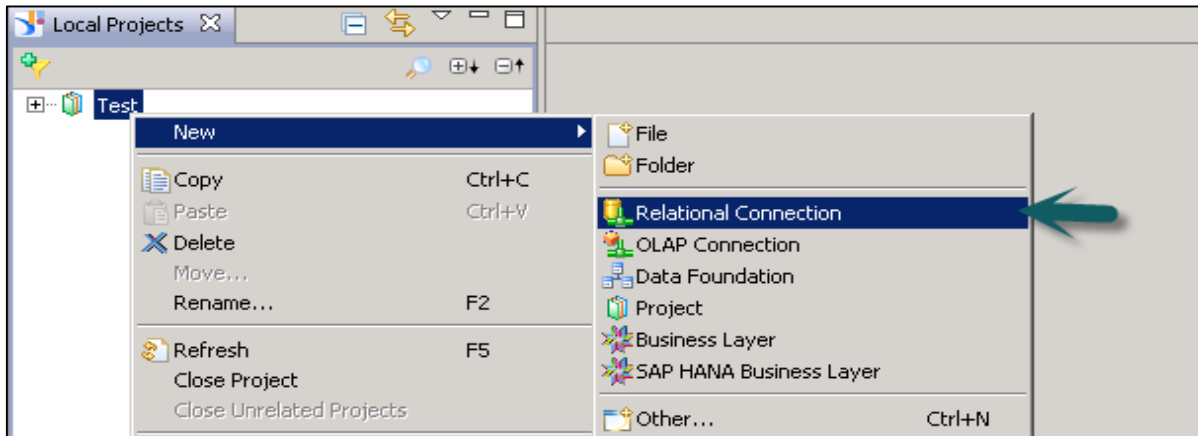 Local Projects
Test
New
Copy Ctrl+C
Paste Ctrl+V
Delete
Move...
Rename... F2
Refresh F5
Close Project
Close Unrelated Projects
File
Folder
Relational Connection
OLAP Connection
Data Foundation
Project
Business Layer
SAP HANA Business Layer
Other... Ctrl+N